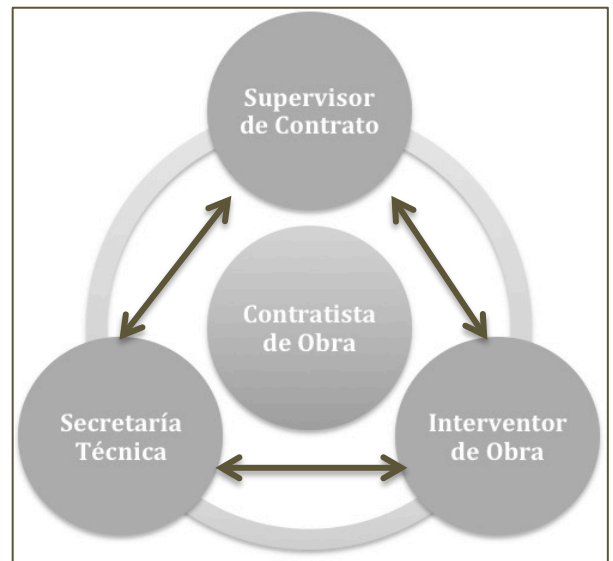 Supervisor
de Contrato
Contratista
de Obra
Secretaría
Técnica
Interventor
de Obra